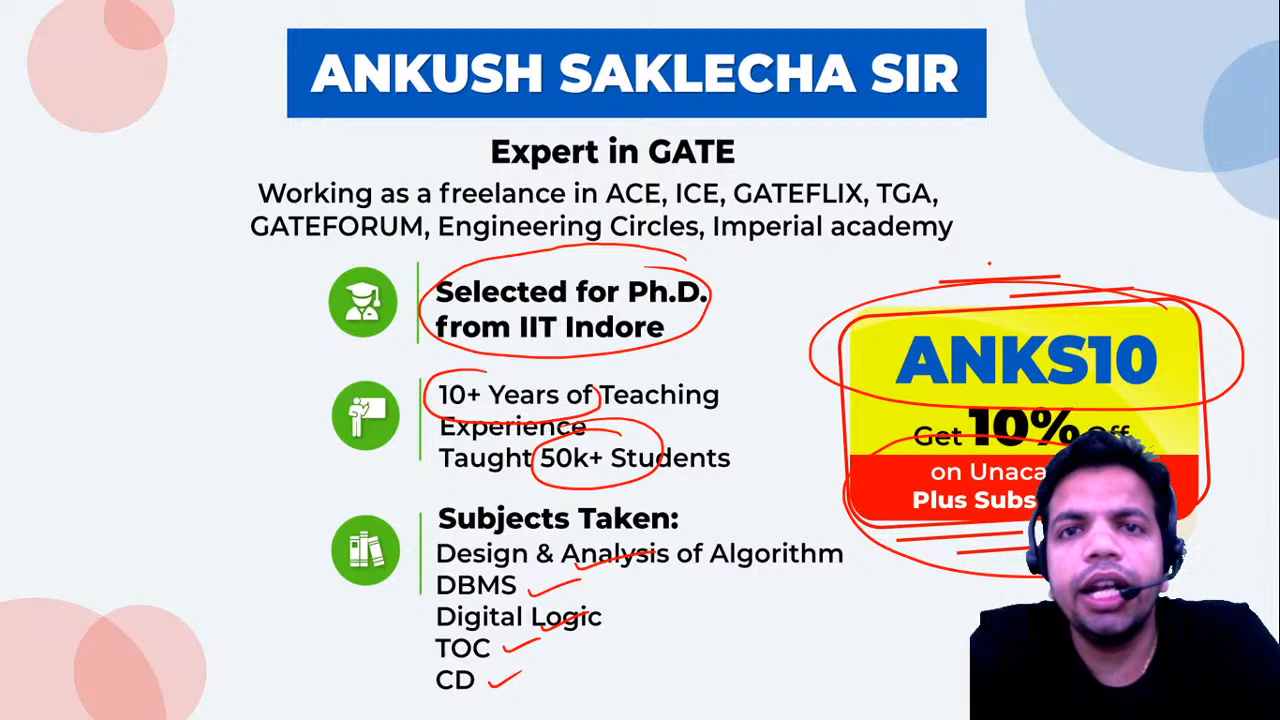 ANKUSH SAKLECHA SIR
Expert in GATE
Working as a freelance in ACE, ICE, GATEFLIX, TGA,
GATEFORUM, Engineering Circles, Imperial academy
Selected for Ph.D.
from IIT Indore
10+ Years of Teaching
Experience
Taught 50k+ Students
Subjects Taken:
Design & Analysis of Algorithm
DBMS
Digital Logic
TOC
CD
ANKS10
Get 10% Off
on
Plus